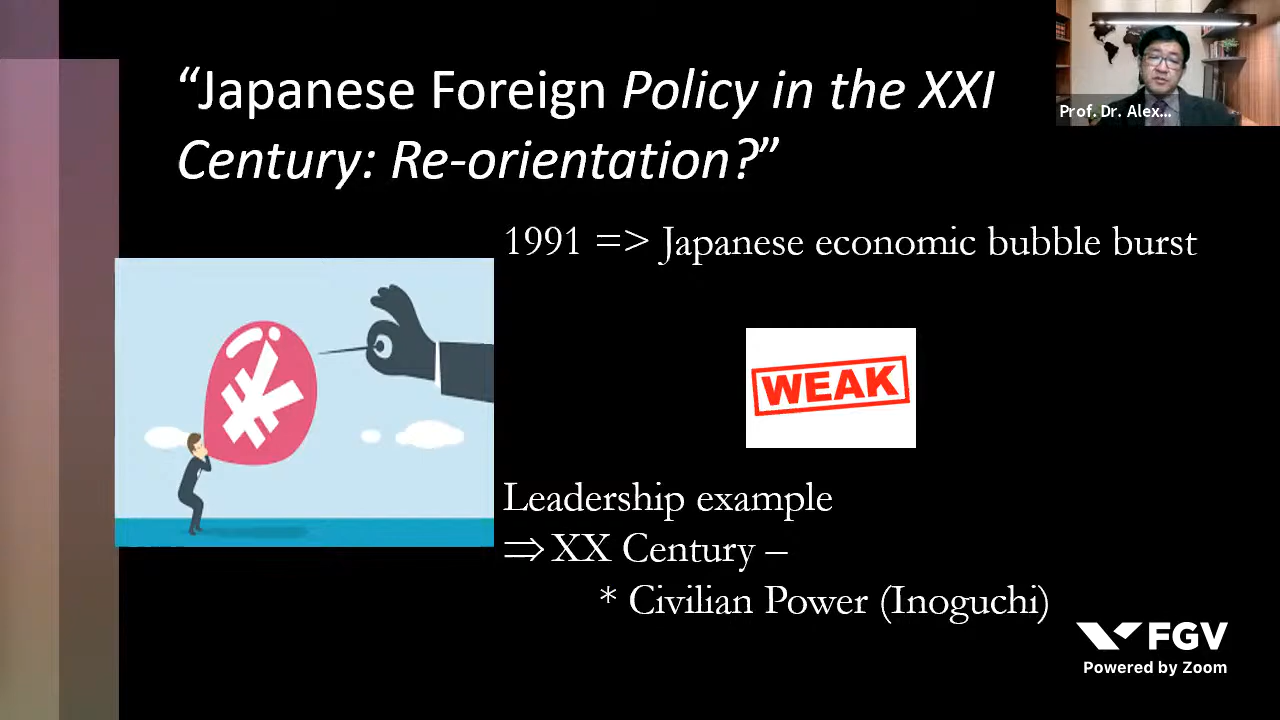 “Japanese Foreign Policy in the XXI
Century: Re-orientation?”
Prof. Dr. Alex...
1991 => Japanese economic bubble burst
¥
WEAK
Leadership example
⇒ XX Century –
* Civilian Power (Inoguchi)
FGV
Powered by Zoom